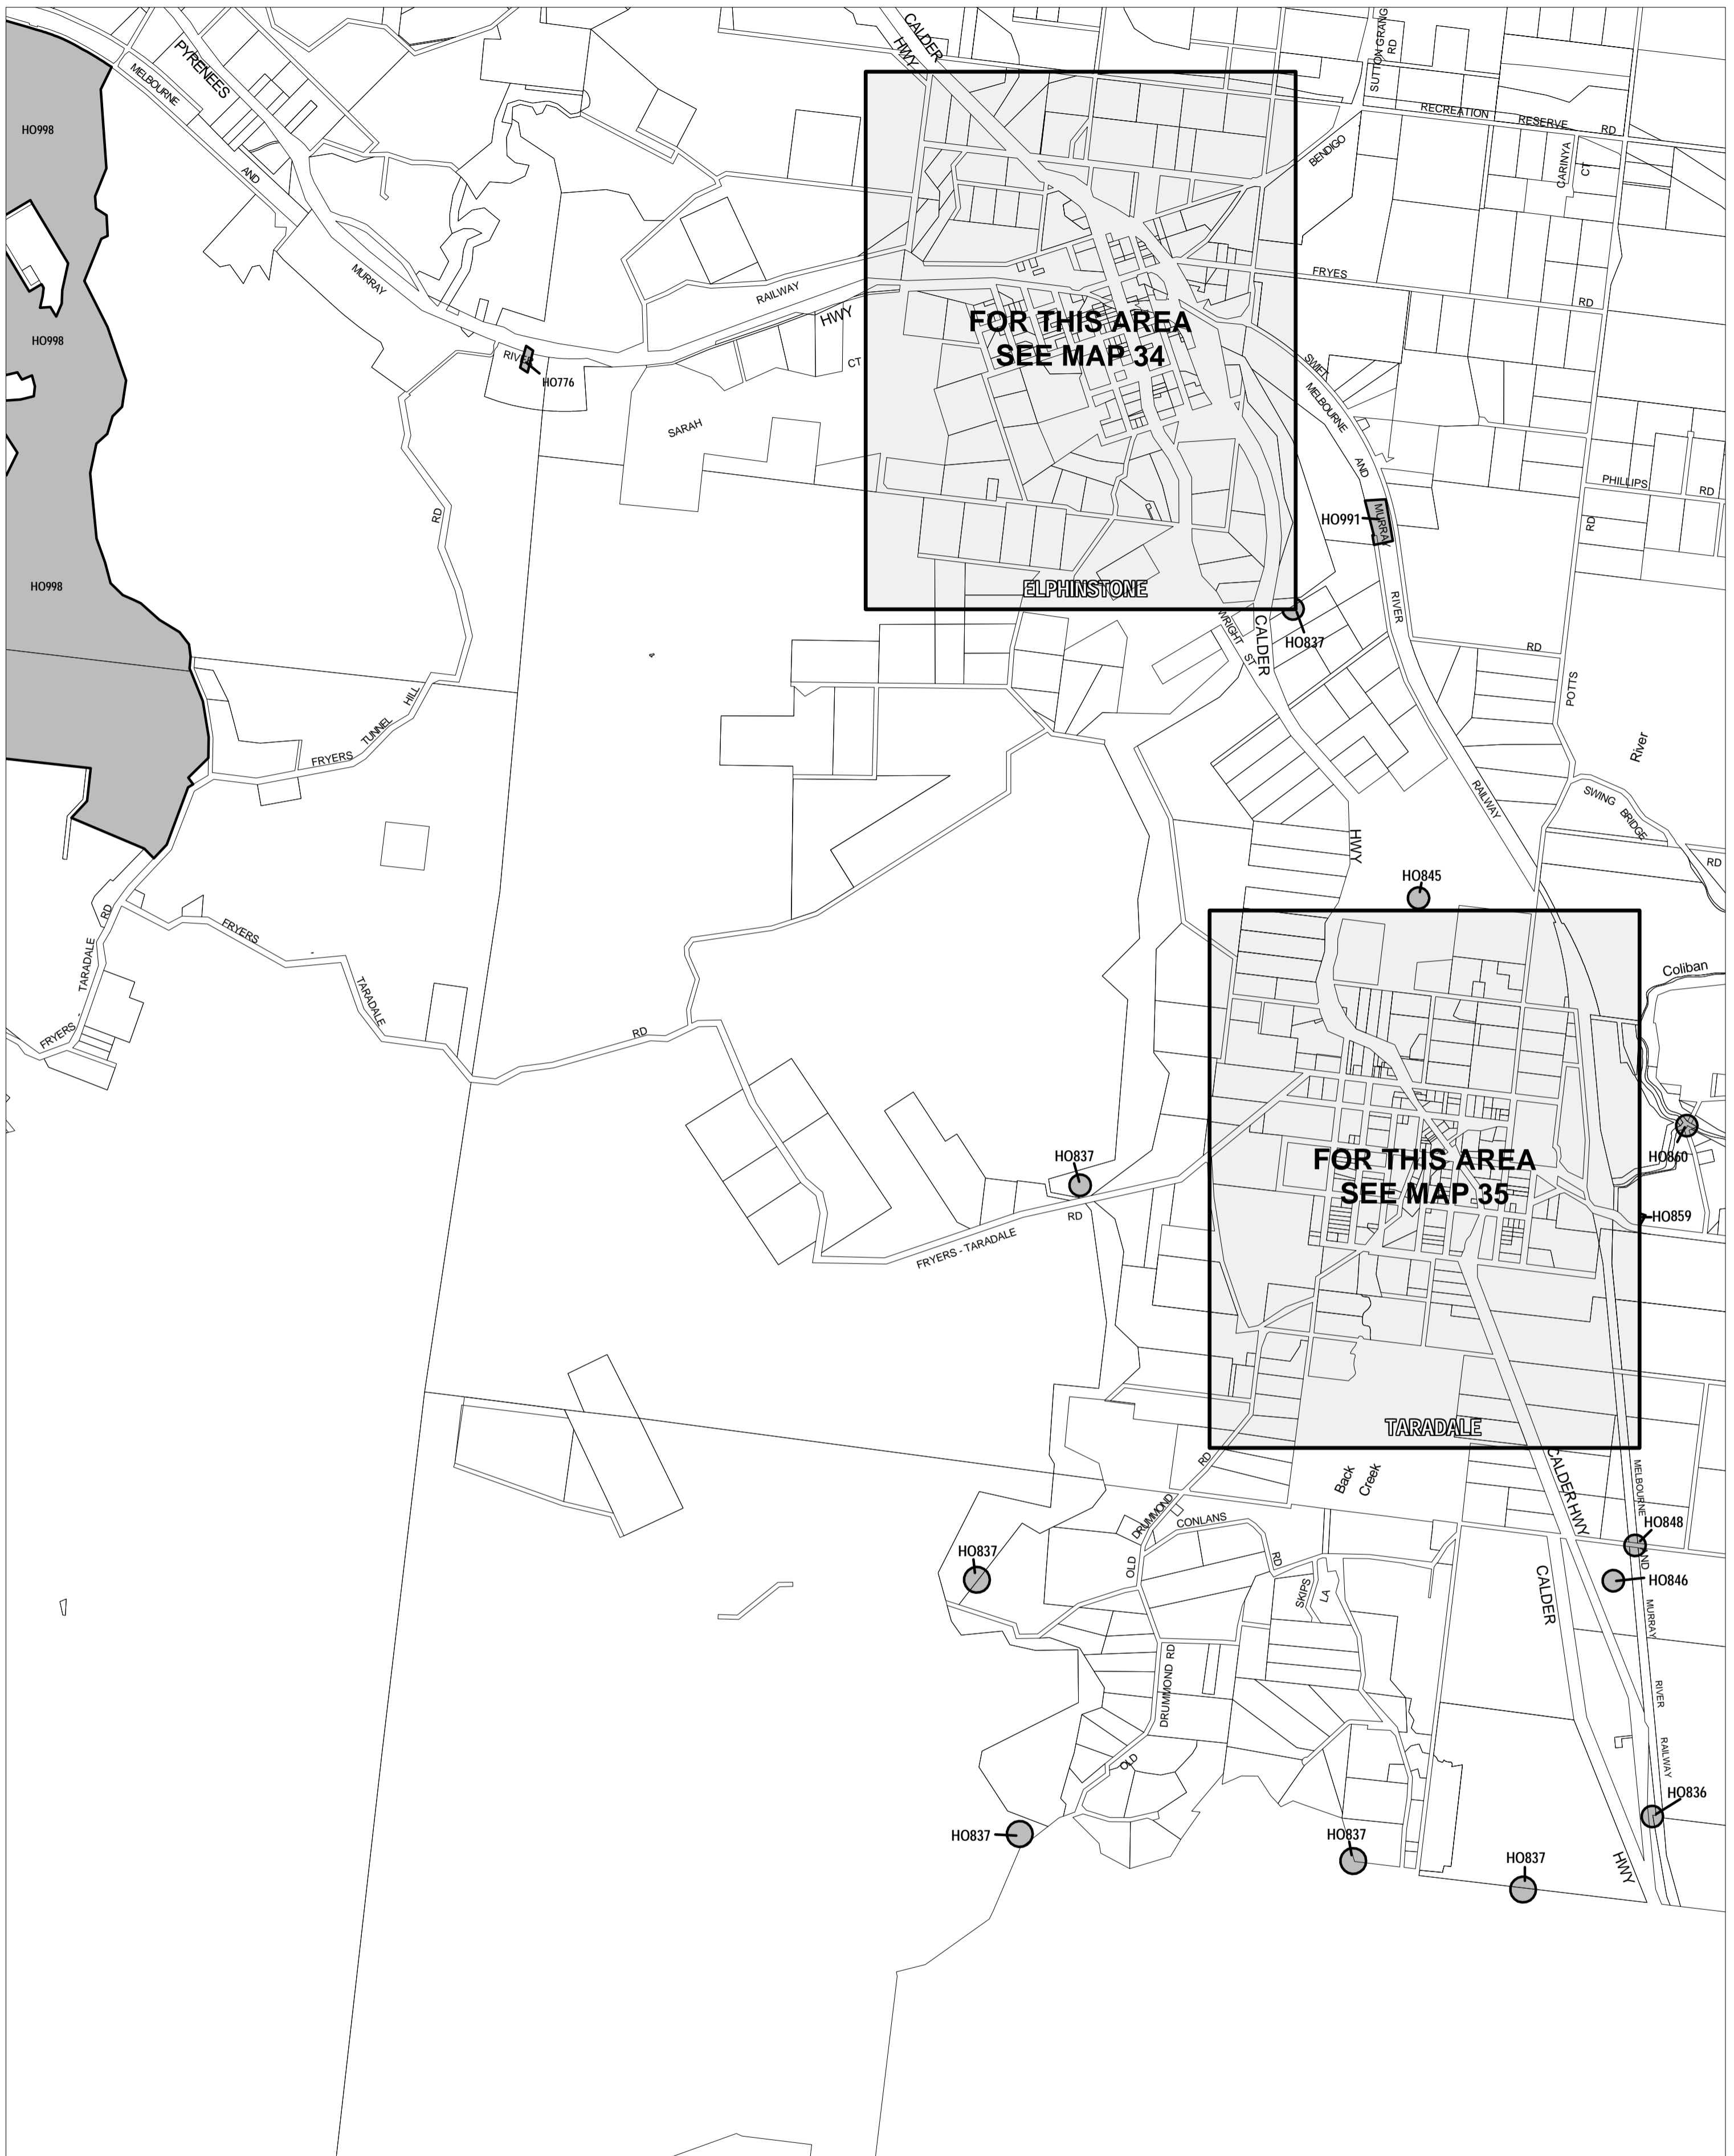 CALDER
HWY
SUTTON GRANG
RD
PYRENEES
MELBOURNE
HO998
RECREATION
RESERVE
RD
BENDIGO
CARINYA
CT
AND
MURRAY
RAILWAY
HWY
FRYES
RD
HO998
FOR THIS AREA
SEE MAP 34
RIVER
HO776
CT
SWIFT
MELBOURNE
SARAH
AND
PHILLIPS
RD
RD
HO991
MURRAY
RD
HO998
ELPHINSTONE
RIVER
WRIGHT
ST
CALDER
HO837
RD
HILL
TUNNEL
FRYERS
POTTS
River
RAILWAY
SWING
BRIDGE
RD
HWY
HO845
RD
FRYERS
TARADALE
TARADALE
Coliban
FRYERS -
RD
HO837
FOR THIS AREA
SEE MAP 35
HO860
RD
FRYERS - TARADALE
HO859
TARADALE
RD
Back
Creek
CALDER HWY
MELBOURNE
DRUMMOND
CONLANS
HO848
HO837
OLD
RD
SKIPS
LA
CALDER
ND
HO846
MURRAY
DRUMMOND RD
RIVER
OLD
RAILWAY
HO836
HO837
HO837
HO837
HWY